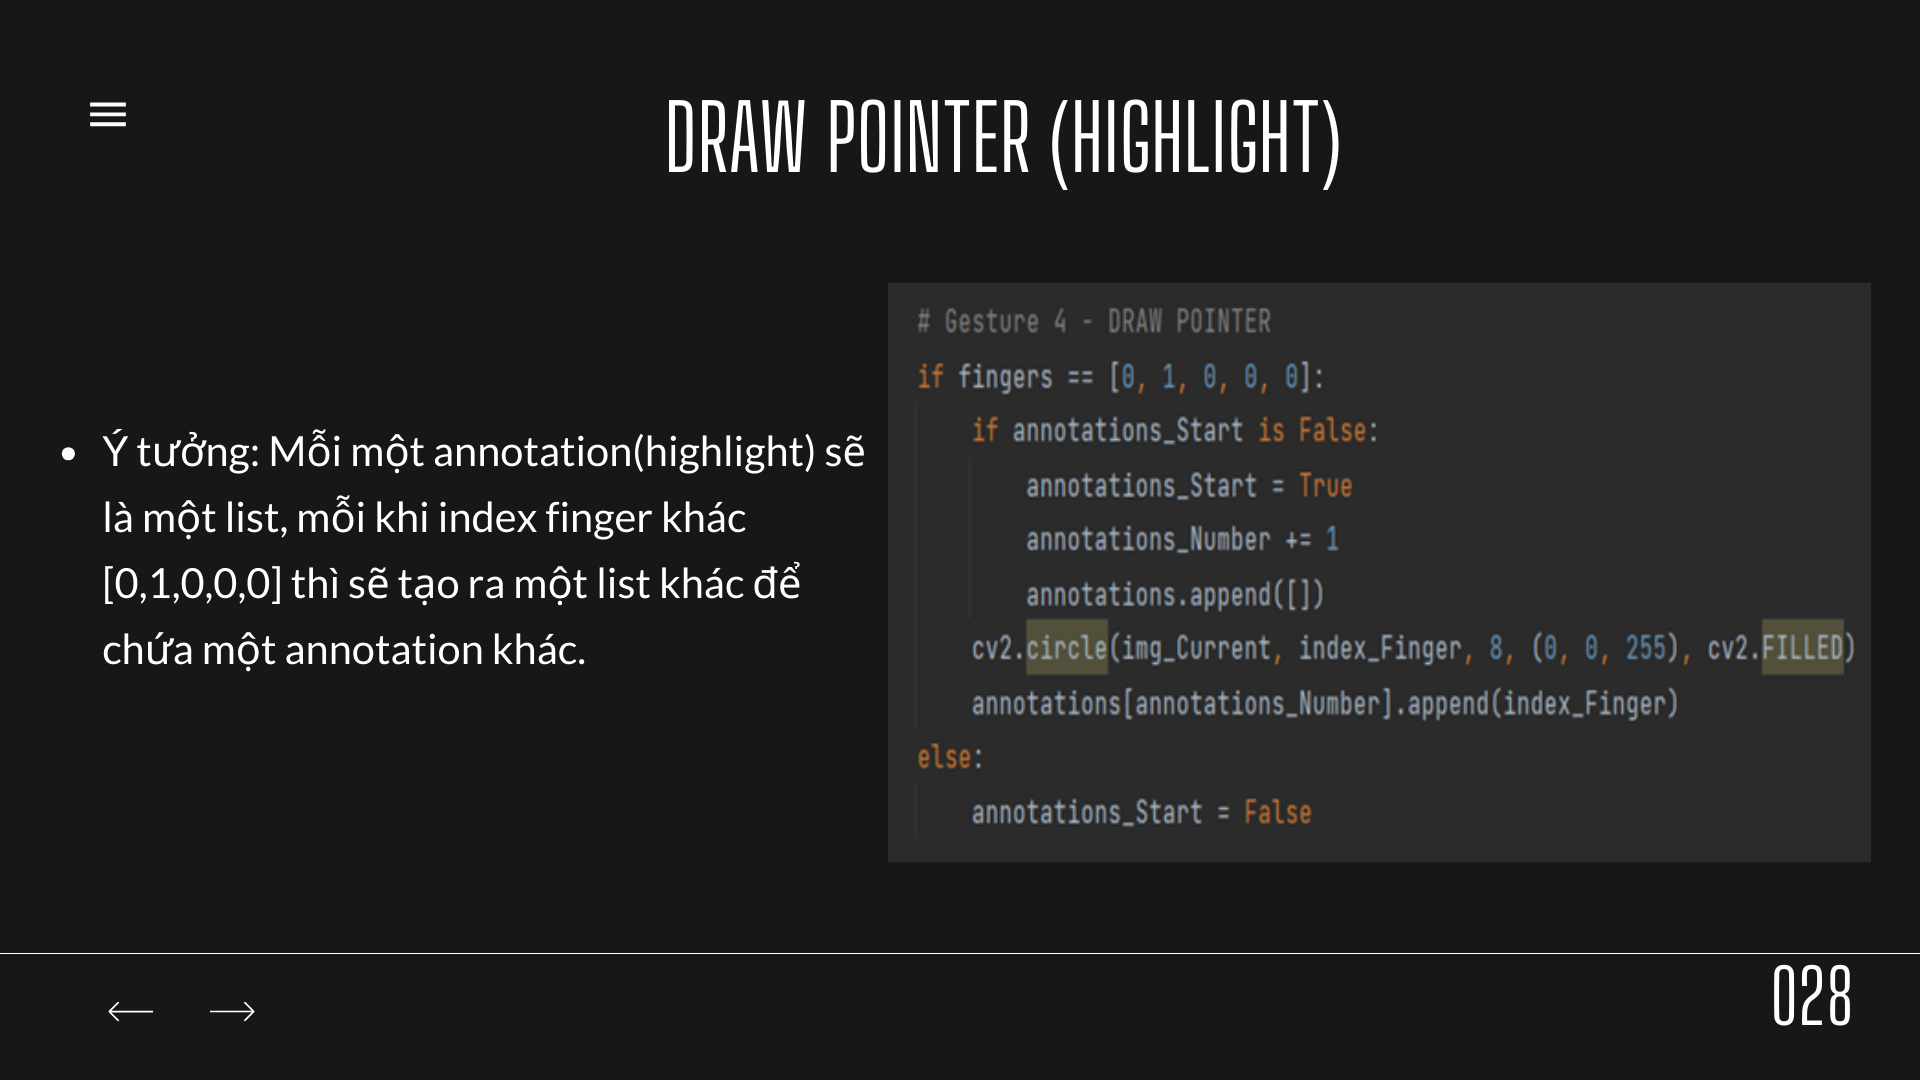 DRAW POINTER (HIGHLIGHT)
• Ý tưởng: Mỗi một annotation(highlight) sẽ
là một list, mỗi khi index finger khác
[0,1,0,0,0] thì sẽ tạo ra một list khác để
chứa một annotation khác.
# Gesture 4 - DRAW POINTER
if fingers == [0, 1, 0, 0, 0]:
    if annotations_Start is False:
        annotations_Start = True
        annotations_Number += 1
        annotations.append([])
    cv2.circle(img_Current, index_Finger, 8, (0, 0, 255), cv2.FILLED)
    annotations[annotations_Number].append(index_Finger)
else:
    annotations_Start = False
028